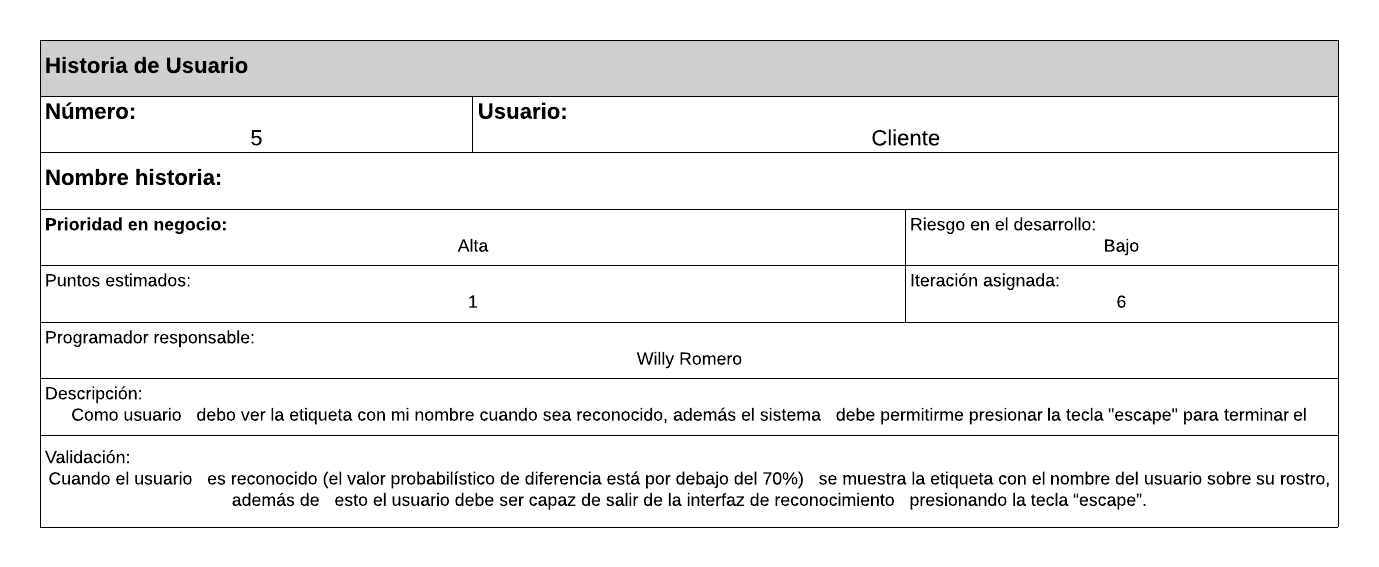 Historia de Usuario
Número:
5
Usuario:
Cliente
Nombre historia:
Prioridad en negocio:
Alta
Riesgo en el desarrollo:
Bajo
Puntos estimados:
1
Iteración asignada:
6
Programador responsable:
Willy Romero
Descripción:
Como usuario debo ver la etiqueta con mi nombre cuando sea reconocido, además el sistema debe permitirme presionar la tecla "escape" para terminar el
Validación:
Cuando el usuario es reconocido (el valor probabilístico de diferencia está por debajo del 70%) se muestra la etiqueta con el nombre del usuario sobre su rostro,
además de esto el usuario debe ser capaz de salir de la interfaz de reconocimiento presionando la tecla “escape”.